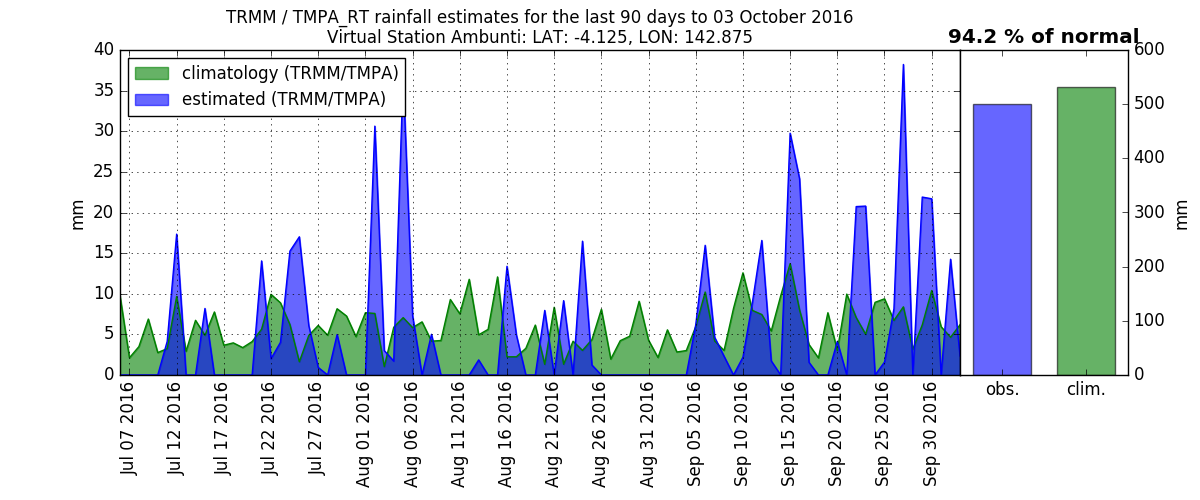 TRMM / TMPA_RT rainfall estimates for the last 90 days to 03 October 2016
Virtual Station Ambunti: LAT: -4.125, LON: 142.875
94.2 % of normal
climatology (TRMM/TMPA)
estimated (TRMM/TMPA)
40
35
30
25
20
15
10
5
0
mm
Jul 07 2016
Jul 12 2016
Jul 17 2016
Jul 22 2016
Jul 27 2016
Aug 01 2016
Aug 06 2016
Aug 11 2016
Aug 16 2016
Aug 21 2016
Aug 26 2016
Aug 31 2016
Sep 05 2016
Sep 10 2016
Sep 15 2016
Sep 20 2016
Sep 25 2016
Sep 30 2016
600
500
400
300
200
100
0
mm
obs.
clim.